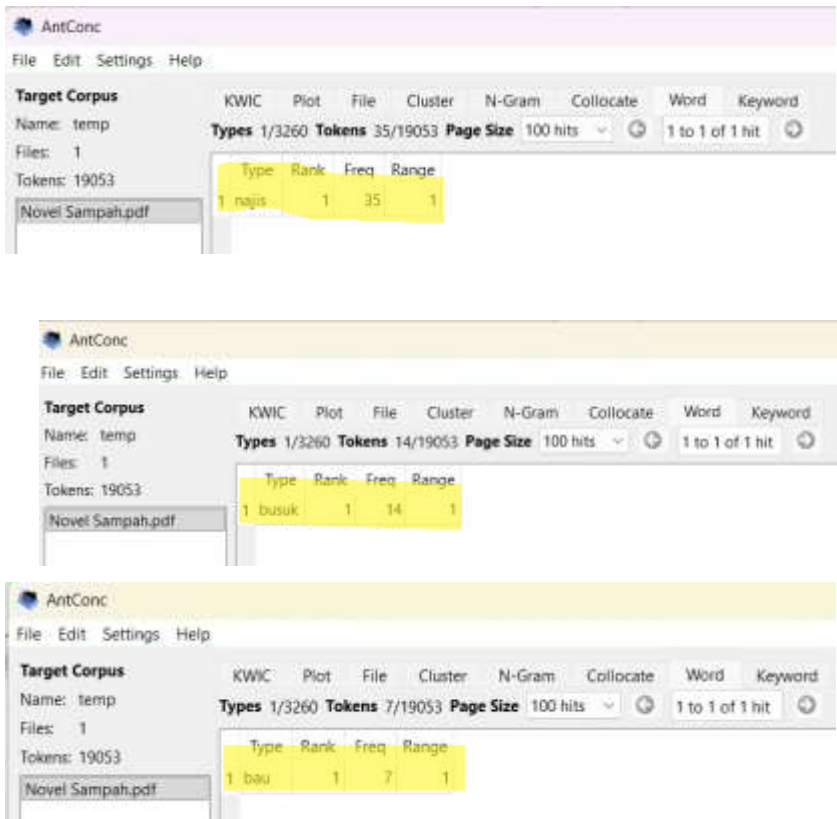 AntConc
File Edit Settings Help
Target Corpus
Name: temp
Files: 1
Tokens: 19053
Novel Sampah.pdf
KWIC Plot File Cluster N-Gram Collocate Word Keyword
Types 1/3260 Tokens 35/19053 Page Size 100 hits 1 to 1 of 1 hit
Type Rank Freq Range
1 najis 1 35 1
AntConc
File Edit Settings Help
Target Corpus
Name: temp
Files: 1
Tokens: 19053
Novel Sampah.pdf
KWIC Plot File Cluster N-Gram Collocate Word Keyword
Types 1/3260 Tokens 14/19053 Page Size 100 hits 1 to 1 of 1 hit
Type Rank Freq Range
1 busuk 1 14 1
AntConc
File Edit Settings Help
Target Corpus
Name: temp
Files: 1
Tokens: 19053
Novel Sampah.pdf
KWIC Plot File Cluster N-Gram Collocate Word Keyword
Types 1/3260 Tokens 7/19053 Page Size 100 hits 1 to 1 of 1 hit
Type Rank Freq Range
1 bau 1 7 1